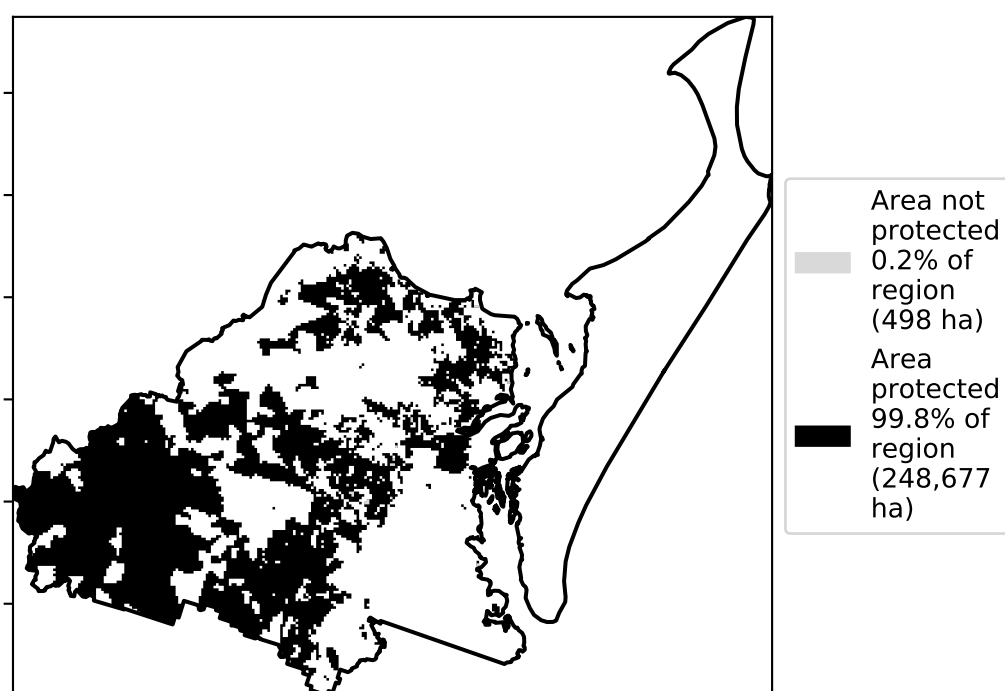 Area not
protected
0.2% of
region
(498 ha)
Area
protected
99.8% of
region
(248,677
ha)